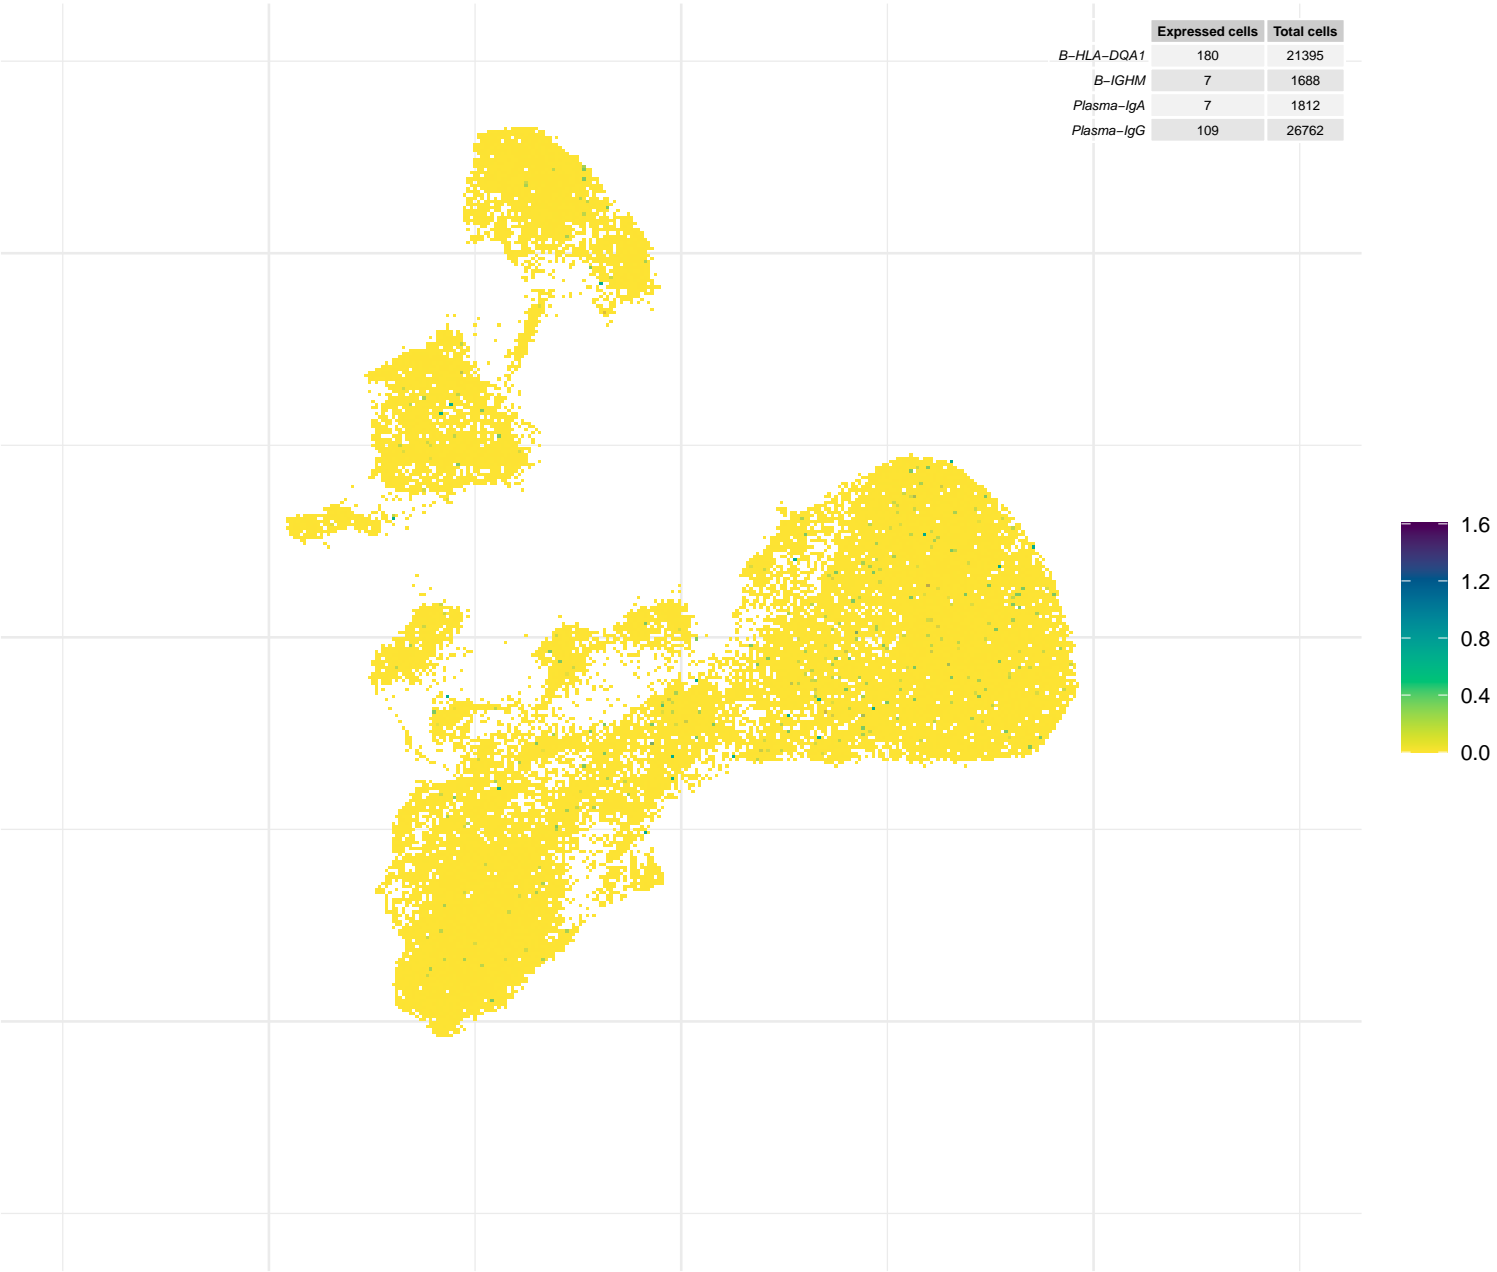 Expressed cells Total cells
B−HLA−DQA1 180 21395
B−IGHM 7 1688
Plasma−IgA 7 1812
Plasma−IgG 109 26762
1.6
1.2
0.8
0.4
0.0